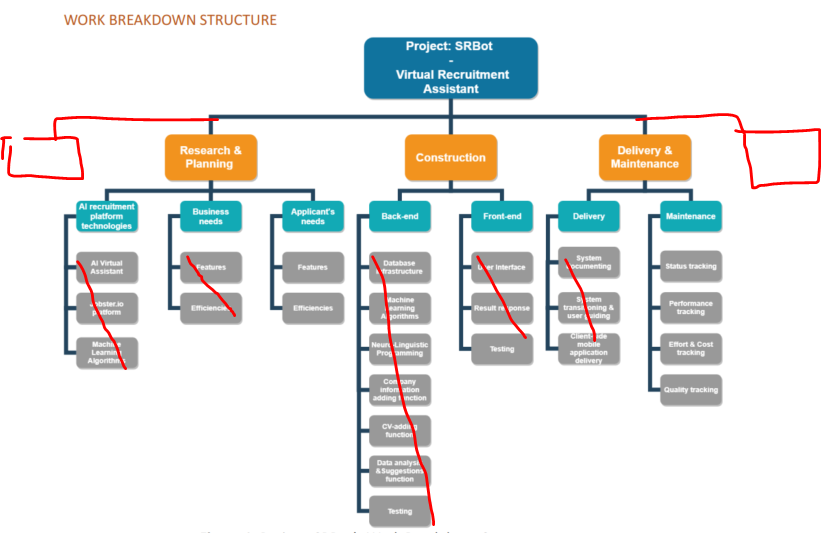 WORK BREAKDOWN STRUCTURE
Project: SRBot
-
Virtual Recruitment
Assistant
Research &
Planning
Construction
Delivery &
Maintenance
AI recruitment
platform
technologies
Business
needs
Applicant's
needs
Back-end
Front-end
Delivery
Maintenance
AI Virtual
Assistant
platform
Machine
Learning
Algorithms
Features
Efficiencies
Features
Efficiencies
Database
Infrastructure
Machine
Learning
Algorithms
Neuro-Linguistic
Programming
Company
information
adding function
CV-adding
function
Data analyse
&Suggestions
function
Testing
User Interface
Result response
Testing
System
documenting
System
transitioning &
user guiding
Client-side
mobile
application
delivery
Status tracking
Performance
tracking
Effort & Cost
tracking
Quality tracking